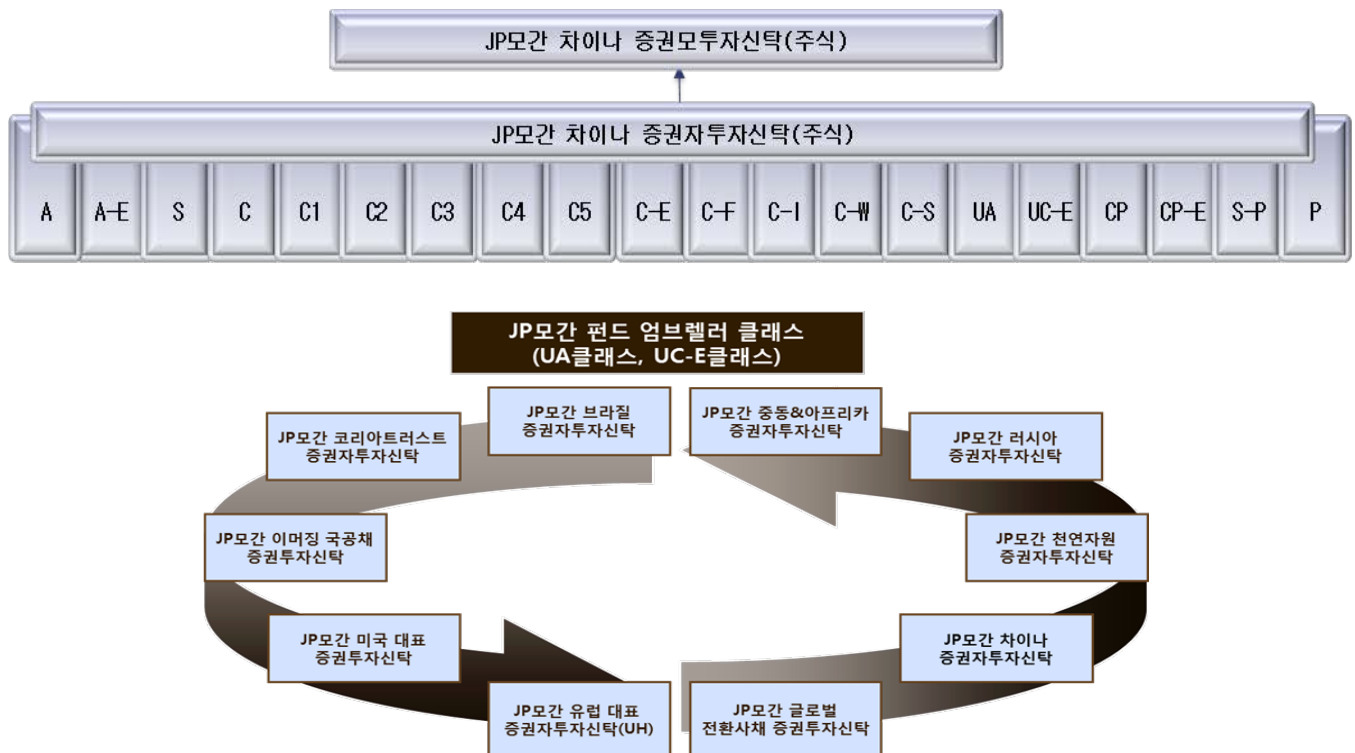 JP모간 차이나 증권모투자신탁(주식)
JP모간 차이나 증권자투자신탁(주식)
A A-E S C C1 C2 C3 C4 C5 C-E C-F C-I C-W C-S UA UC-E CP CP-E S-P P
JP모간 펀드 엄브렐러 클래스
(UA클래스, UC-E클래스)
JP모간 브라질
증권자투자신탁
JP모간 중동&아프리카
증권자투자신탁
JP모간 코리아트러스트
증권자투자신탁
JP모간 러시아
증권자투자신탁
JP모간 이머징 국공채
증권투자신탁
JP모간 천연자원
증권자투자신탁
JP모간 미국 대표
증권투자신탁
JP모간 차이나
증권자투자신탁
JP모간 유럽 대표
증권투자신탁(UH)
JP모간 글로벌
전환사채 증권투자신탁